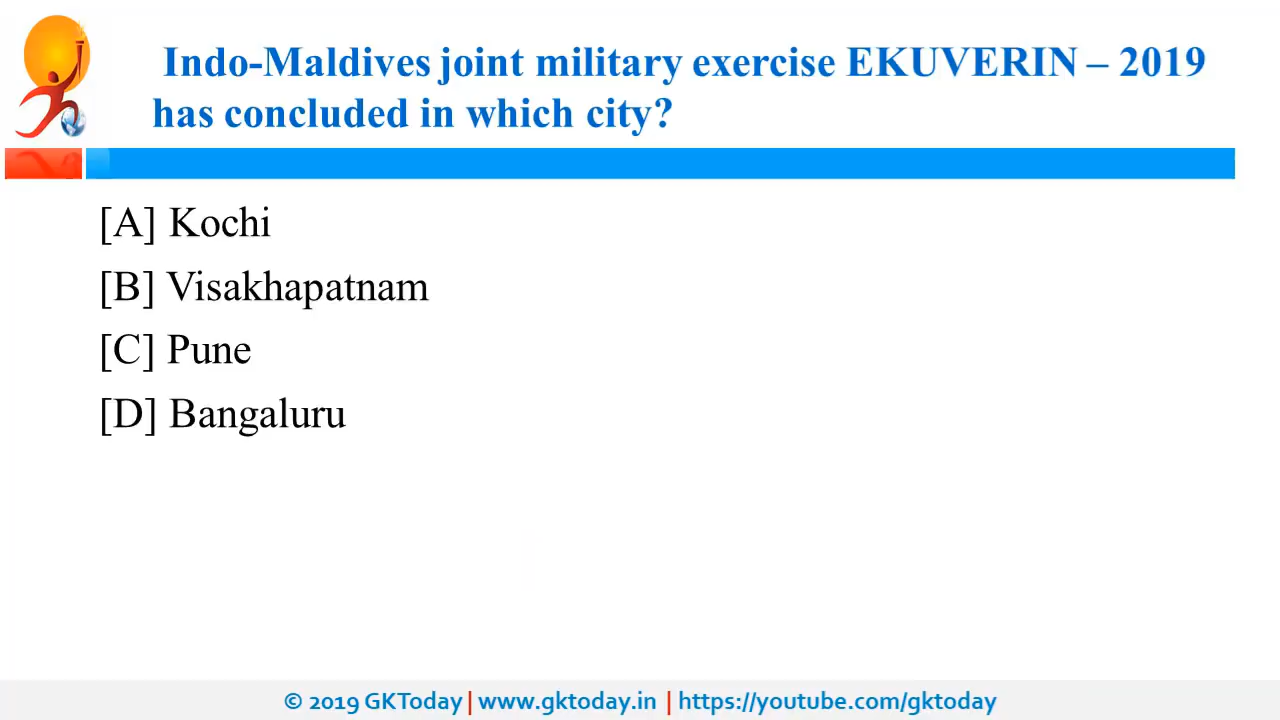 Indo-Maldives joint military exercise EKUVERIN – 2019
has concluded in which city?
[A] Kochi
[B] Visakhapatnam
[C] Pune
[D] Bangaluru
© 2019 GKToday | www.gktoday.in | https://youtube.com/gktoday